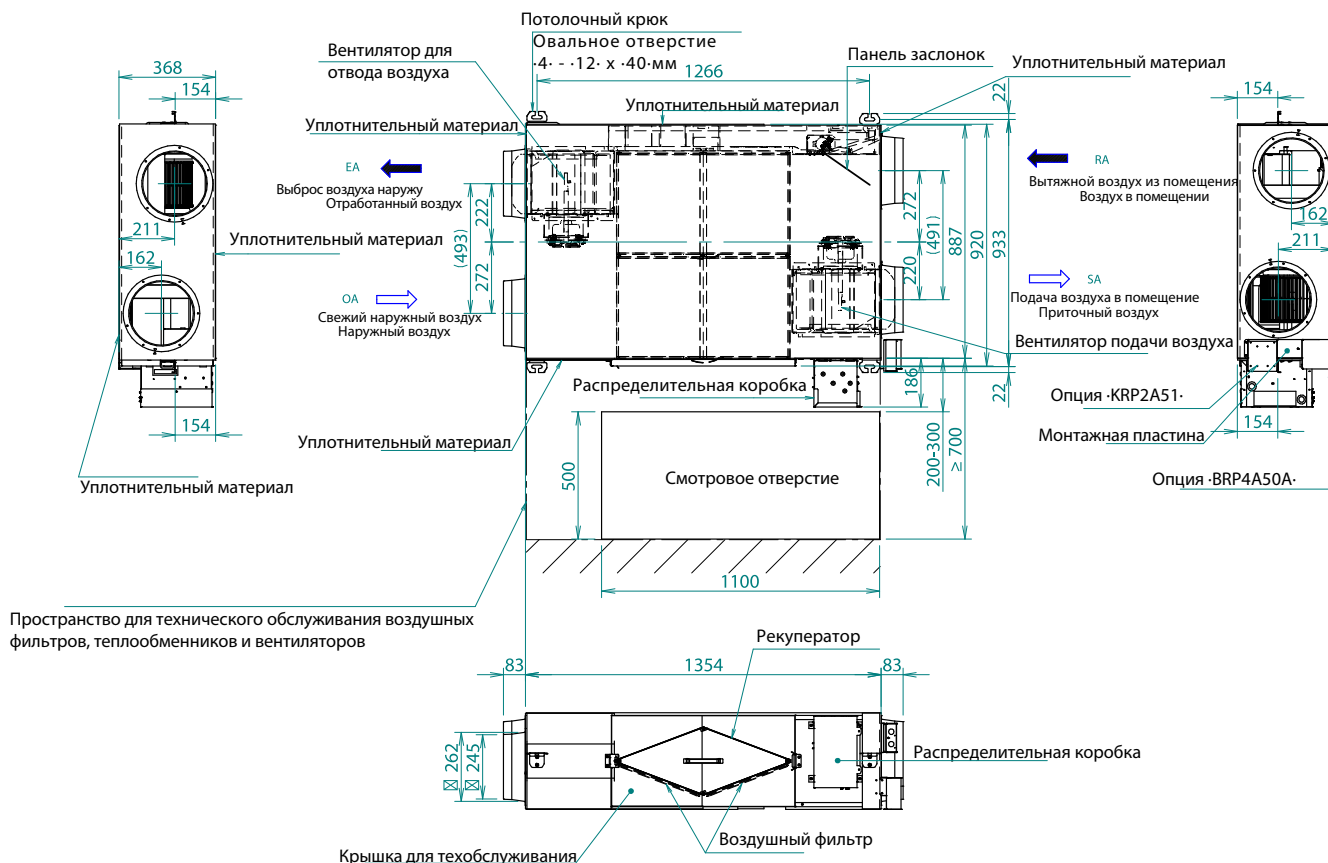 Потолочный крюк
Овальное отверстие
·4· - ·12· x ·40·мм
1266
Вентилятор для
отвода воздуха
Панель заслонок
Уплотнительный материал
22
368
154
Уплотнительный материал
Уплотнительный материал
154
EA
Выброс воздуха наружу
Отработанный воздух
RA
Вытяжной воздух из помещения
Воздух в помещении
211
162
Уплотнительный материал
(493)
222
272
272
220
(491)
887
920
933
162
211
OA
Свежий наружный воздух
Наружный воздух
SA
Подача воздуха в помещение
Приточный воздух
Вентилятор подачи воздуха
Распределительная коробка
186
22
Опция ·KRP2A51·
154
154
Уплотнительный материал
Монтажная пластина
Уплотнительный материал
500
Смотровое отверстие
200-300
≥ 700
Опция ·BRP4A50A·
1100
Пространство для технического обслуживания воздушных
фильтров, теплообменников и вентиляторов
Рекуператор
83
1354
83
262
245
Распределительная коробка
Воздушный фильтр
Крышка для техобслуживания